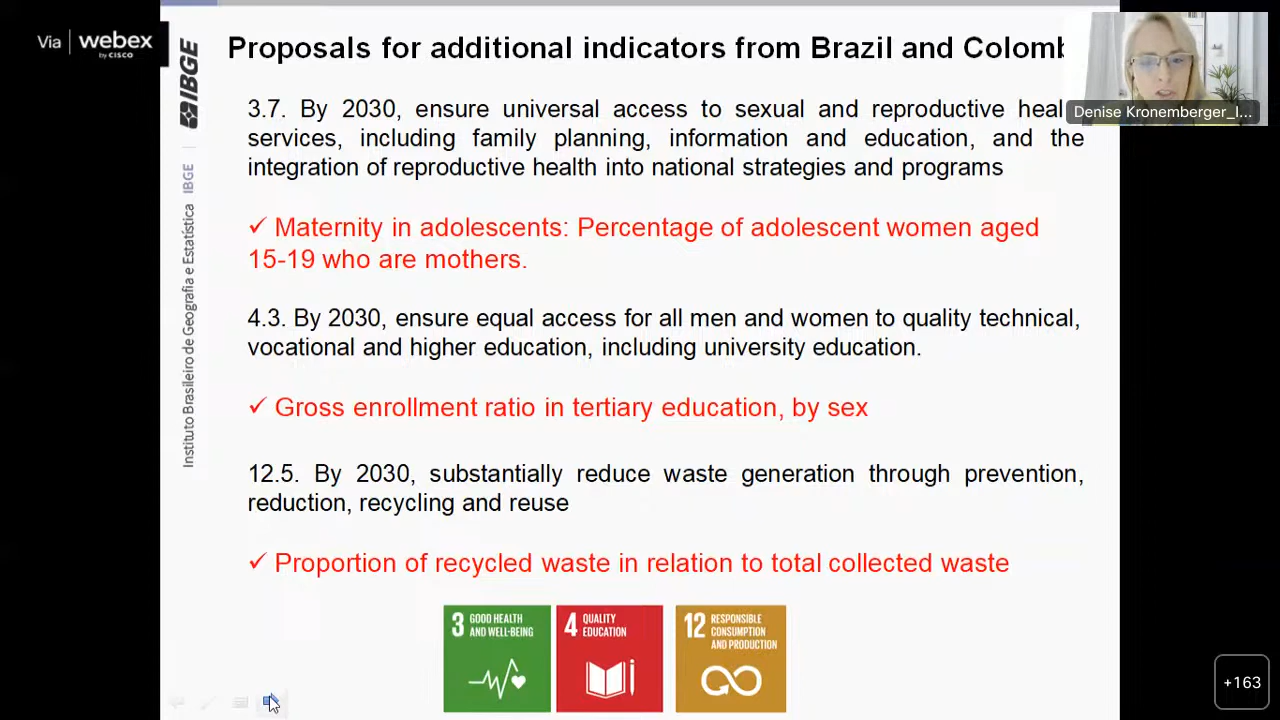 Via webex
by CISCO
IBGE
Instituto Brasileiro de Geografia e Estatística IBGE
Proposals for additional indicators from Brazil and Colomb
3.7. By 2030, ensure universal access to sexual and reproductive heal
services, including family planning, information and education, and the
integration of reproductive health into national strategies and programs
✓ Maternity in adolescents: Percentage of adolescent women aged
15-19 who are mothers.
4.3. By 2030, ensure equal access for all men and women to quality technical,
vocational and higher education, including university education.
✓ Gross enrollment ratio in tertiary education, by sex
12.5. By 2030, substantially reduce waste generation through prevention,
reduction, recycling and reuse
✓ Proportion of recycled waste in relation to total collected waste
3 GOOD HEALTH
AND WELL-BEING
4 QUALITY
EDUCATION
12 RESPONSIBLE
CONSUMPTION
AND PRODUCTION
Denise Kronemberger_I...
+163